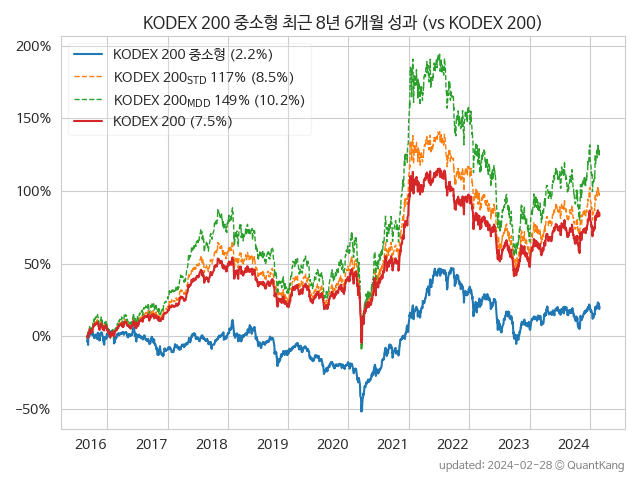 KODEX 200 중소형 최근 8년 6개월 성과 (vs KODEX 200)
200%
150%
100%
50%
0%
−50%
KODEX 200 중소형 (2.2%)
KODEX 200STD 117% (8.5%)
KODEX 200MDD 149% (10.2%)
KODEX 200 (7.5%)
2016 2017 2018 2019 2020 2021 2022 2023 2024
updated: 2024-02-28 © QuantKang